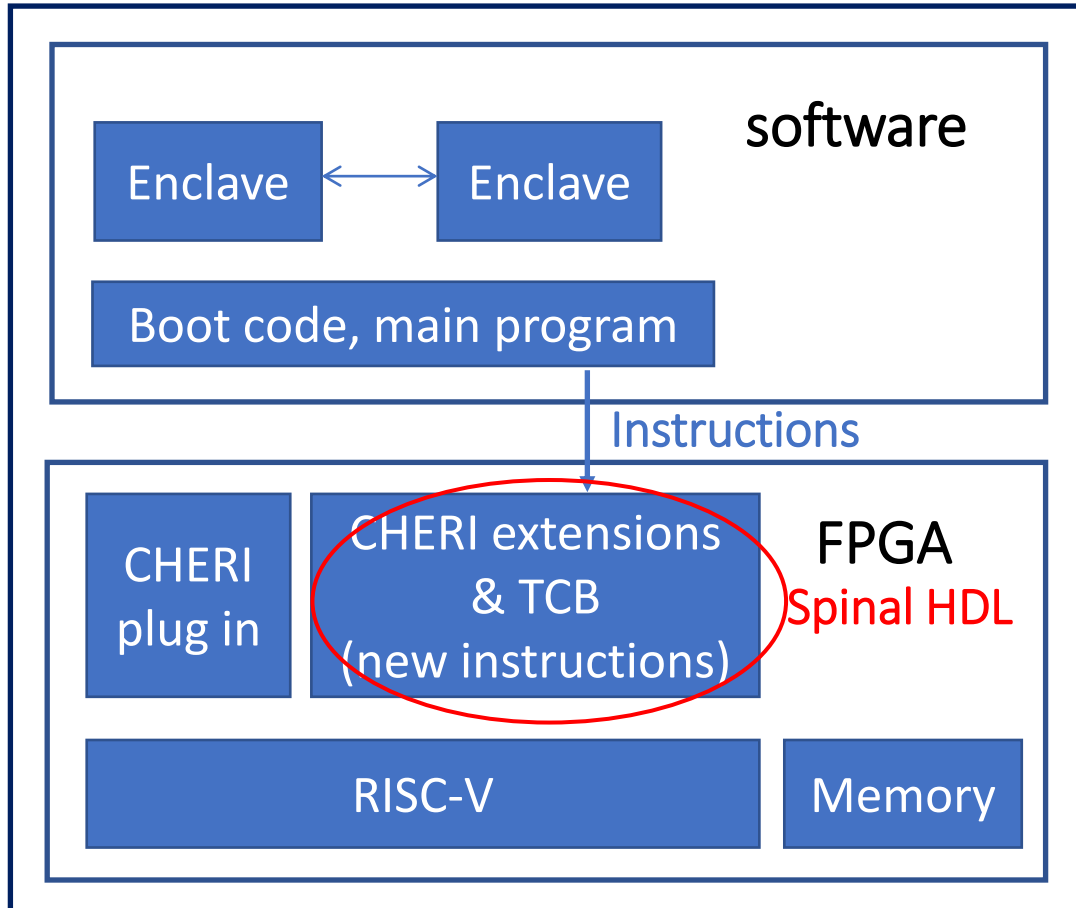 software
Enclave
Enclave
Boot code, main program
Instructions
CHERI
plug in
CHERI extensions
& TCB
(new instructions)
FPGA
Spinal HDL
RISC-V
Memory